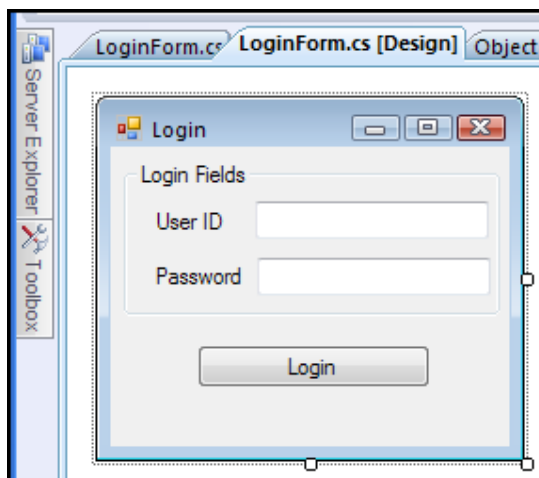 LoginForm.cs
LoginForm.cs [Design]
Object
Server Explorer
Toolbox
Login
Login Fields
User ID
Password
Login